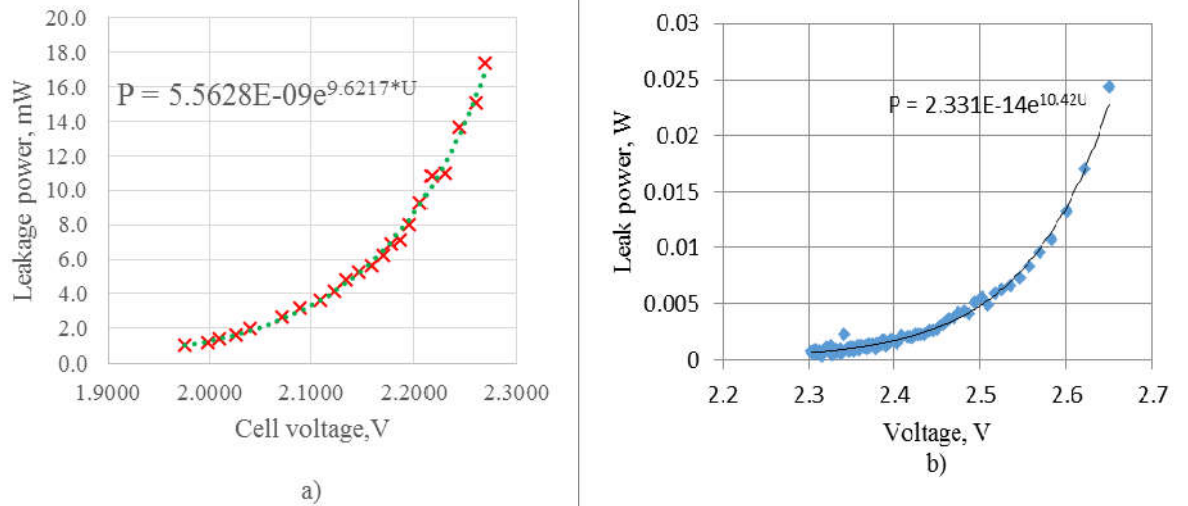 20.0
18.0
16.0
14.0
12.0
10.0
8.0
6.0
4.0
2.0
0.0
Leakage power, mW
P = 5.5628E-09e^9.6217*U
1.9000 2.0000 2.1000 2.2000 2.3000
Cell voltage,V
a)
0.03
0.025
0.02
0.015
0.01
0.005
0
Leak power, W
P = 2.331E-14e^10.42U
2.2 2.3 2.4 2.5 2.6 2.7
Voltage, V
b)